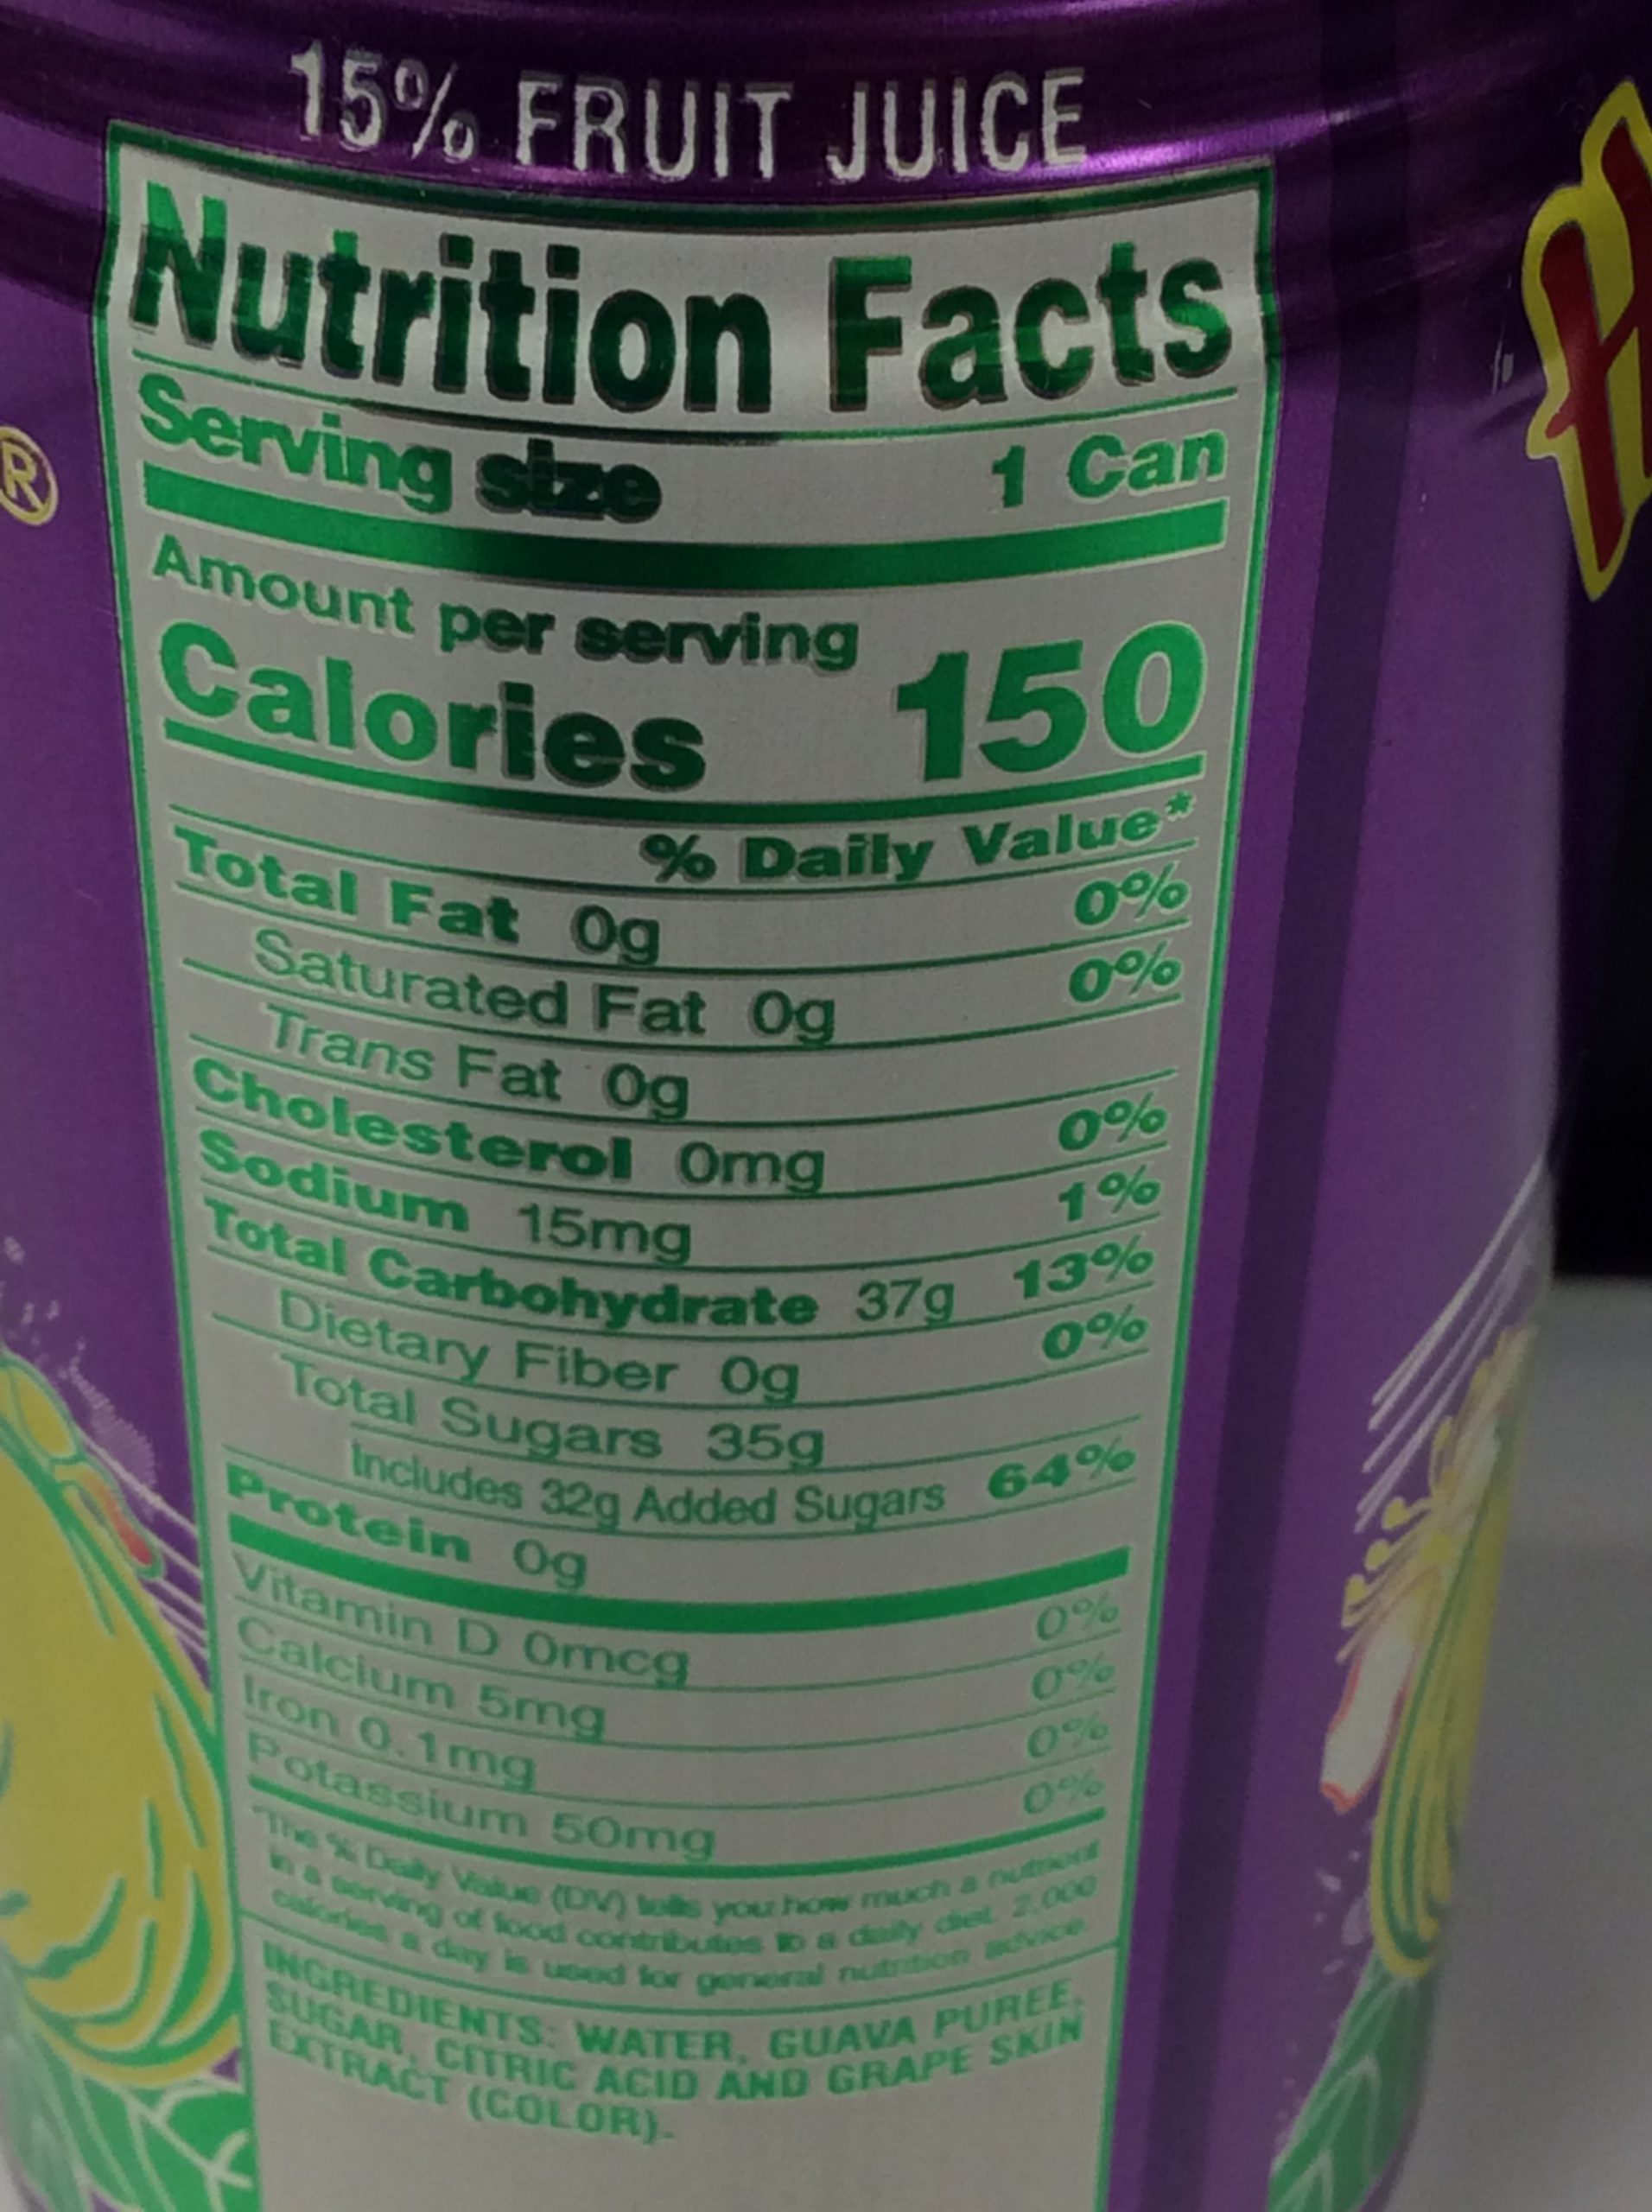 15% FRUIT JUICE
Nutrition Facts
Serving size 1 Can
Amount per serving
Calories 150
% Daily Value*
Total Fat 0g 0%
Saturated Fat 0g 0%
Trans Fat 0g
Cholesterol 0mg 0%
Sodium 15mg 1%
Total Carbohydrate 37g 13%
Dietary Fiber 0g 0%
Total Sugars 35g
Includes 32g Added Sugars 64%
Protein 0g
Vitamin D 0mcg 0%
Calcium 5mg 0%
Iron 0.1mg 0%
Potassium 50mg 0%
*The % Daily Value (DV) tells you how much a nutrient
in a serving of food contributes to a daily diet. 2,000
calories a day is used for general nutrition advice.
INGREDIENTS: WATER, GUAVA PUREE,
SUGAR, CITRIC ACID AND GRAPE SKIN
EXTRACT (COLOR).
®